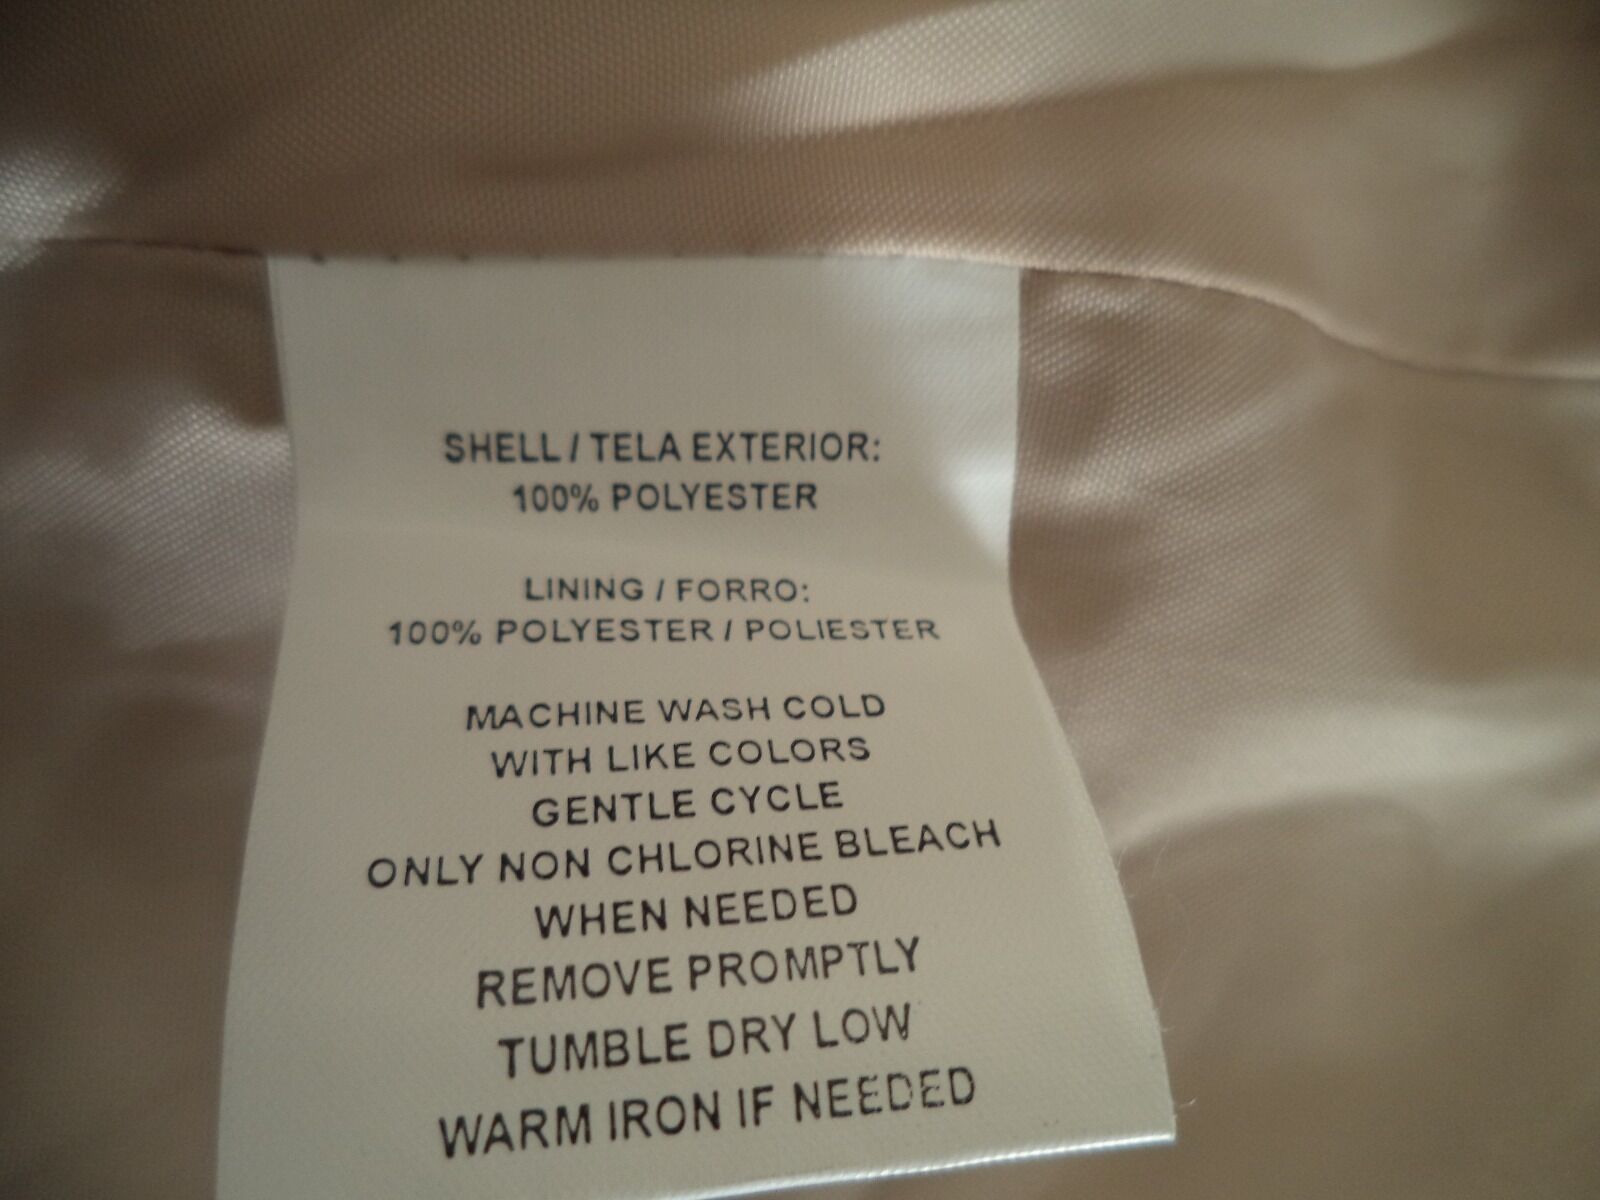 SHELL / TELA EXTERIOR:
100% POLYESTER
LINING / FORRO:
100% POLYESTER / POLIESTER
MACHINE WASH COLD
WITH LIKE COLORS
GENTLE CYCLE
ONLY NON CHLORINE BLEACH
WHEN NEEDED
REMOVE PROMPTLY
TUMBLE DRY LOW
WARM IRON IF NEEDED